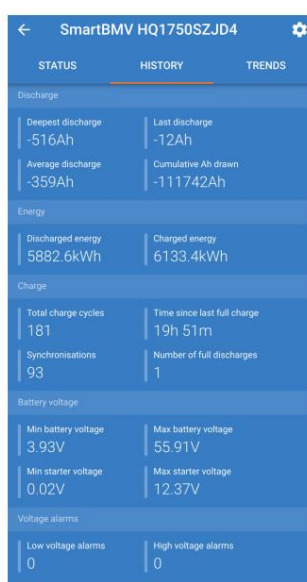 SmartBMV HQ1750SZJD4
STATUS HISTORY TRENDS
Discharge
Deepest discharge Last discharge
-516Ah -12Ah
Average discharge Cumulative Ah drawn
-359Ah -111742Ah
Energy
Discharged energy Charged energy
5882.6kWh 6133.4kWh
Charge
Total charge cycles Time since last full charge
181 19h 51m
Synchronisations Number of full discharges
93 1
Battery voltage
Min battery voltage Max battery voltage
3.93V 55.91V
Min starter voltage Max starter voltage
0.02V 12.37V
Voltage alarms
Low voltage alarms High voltage alarms
0 0